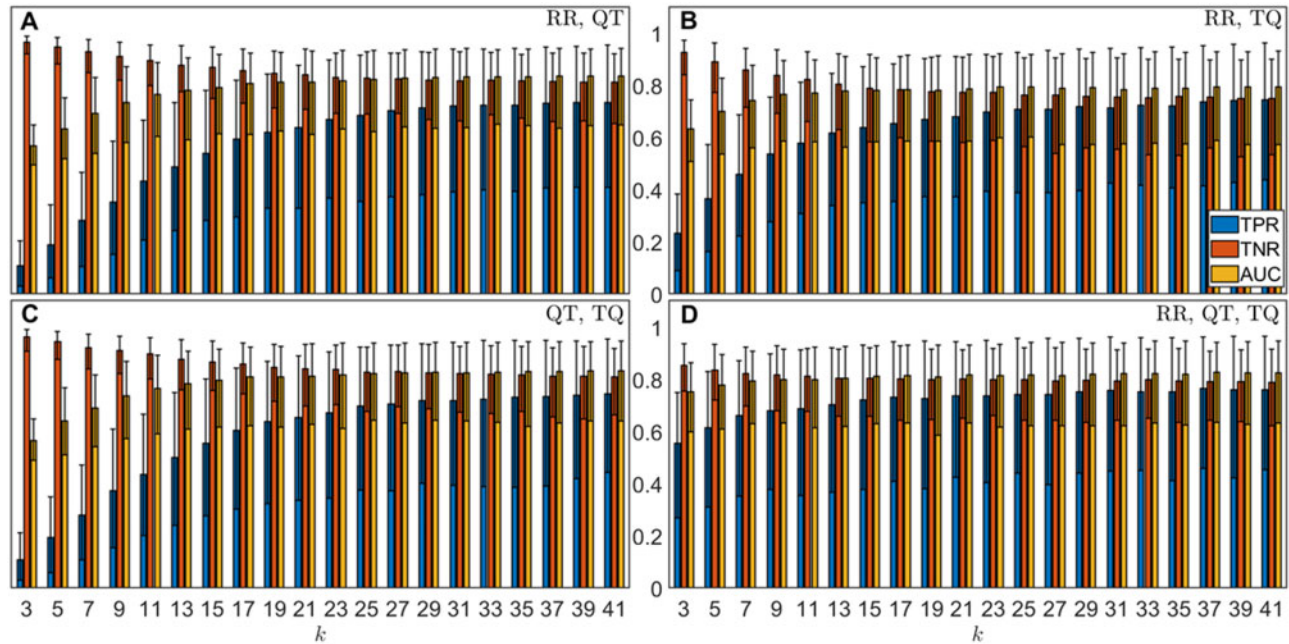 A
RR, QT
B
RR, TQ
1
0.8
0.6
0.4
0.2
0
TPR
TNR
AUC
C
QT, TQ
D
RR, QT, TQ
1
0.8
0.6
0.4
0.2
0
3 5 7 9 11 13 15 17 19 21 23 25 27 29 31 33 35 37 39 41
k
3 5 7 9 11 13 15 17 19 21 23 25 27 29 31 33 35 37 39 41
k